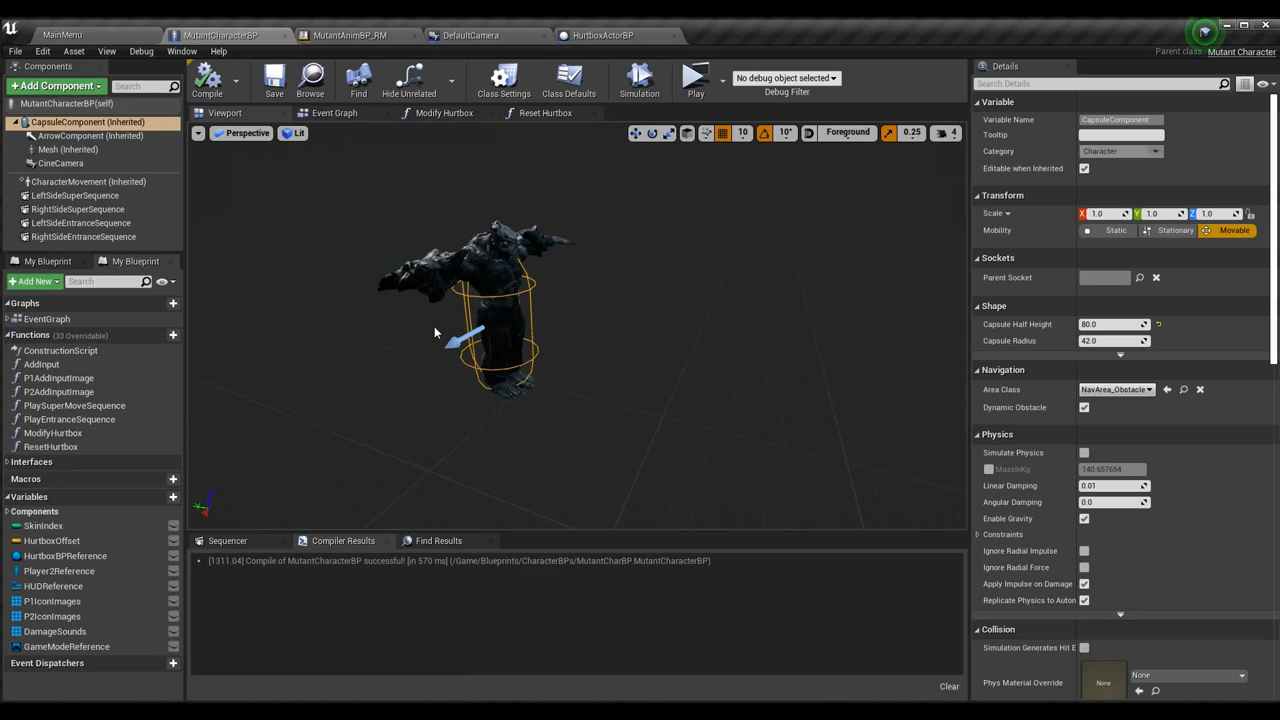 MainMenu
MutantCharacterBP
MutantAnimBP_RM
DefaultCamera
HurtboxActorBP
File Edit Asset View Debug Window Help
Parent class: Mutant Character
Components
Add Component
Search
MutantCharacterBP(self)
CapsuleComponent (Inherited)
ArrowComponent (Inherited)
Mesh (Inherited)
CineCamera
CharacterMovement (Inherited)
LeftSideSuperSequence
RightSideSuperSequence
LeftSideEntranceSequence
RightSideEntranceSequence
My Blueprint
My Blueprint
Add New
Search
Graphs
EventGraph
Functions (33 Overridable)
ConstructionScript
AddInput
P1AddInputImage
P2AddInputImage
PlaySuperMoveSequence
PlayEntranceSequence
ModifyHurtbox
ResetHurtbox
Interfaces
Macros
Variables
Components
SkinIndex
HurtboxOffset
HurtboxBPReference
Player2Reference
HUDReference
P1IconImages
P2IconImages
DamageSounds
GameModeReference
Event Dispatchers
Compile
Save
Browse
Find
Hide Unrelated
Class Settings
Class Defaults
Simulation
Play
No debug object selected
Debug Filter
Viewport
Event Graph
Modify Hurtbox
Reset Hurtbox
Perspective
Lit
10
10°
Foreground
0.25
4
Sequencer
Compiler Results
Find Results
[1311.04] Compile of MutantCharacterBP successful! [in 570 ms] (/Game/Blueprints/CharacterBPs/MutantCharBP.MutantCharacterBP)
Clear
Details
Search Details
Variable
Variable Name CapsuleComponent
Tooltip
Category Character
Editable when Inherited
Transform
Scale X 1.0 Y 1.0 Z 1.0
Mobility Static Stationary Movable
Sockets
Parent Socket
Shape
Capsule Half Height 80.0
Capsule Radius 42.0
Navigation
Area Class NavArea_Obstacle
Dynamic Obstacle
Physics
Simulate Physics
MassInKg 140.657654
Linear Damping 0.01
Angular Damping 0.0
Enable Gravity
Constraints
Ignore Radial Impulse
Ignore Radial Force
Apply Impulse on Damage
Replicate Physics to Auton
Collision
Simulation Generates Hit E
Phys Material Override None None